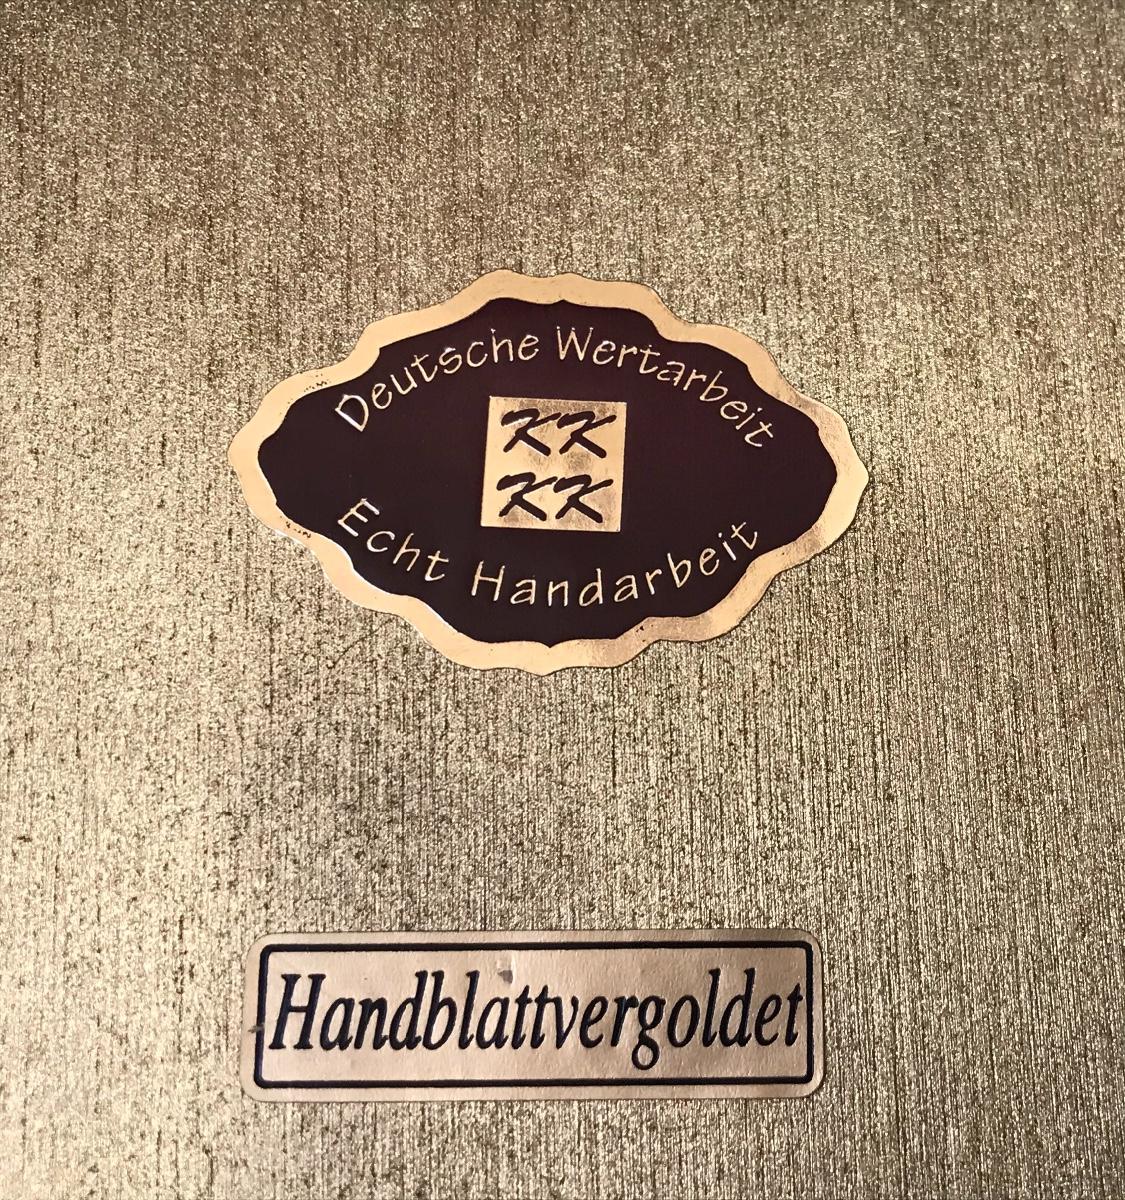 Deutsche Wertarbeit
KK
KK
Echt Handarbeit
Handblattvergoldet